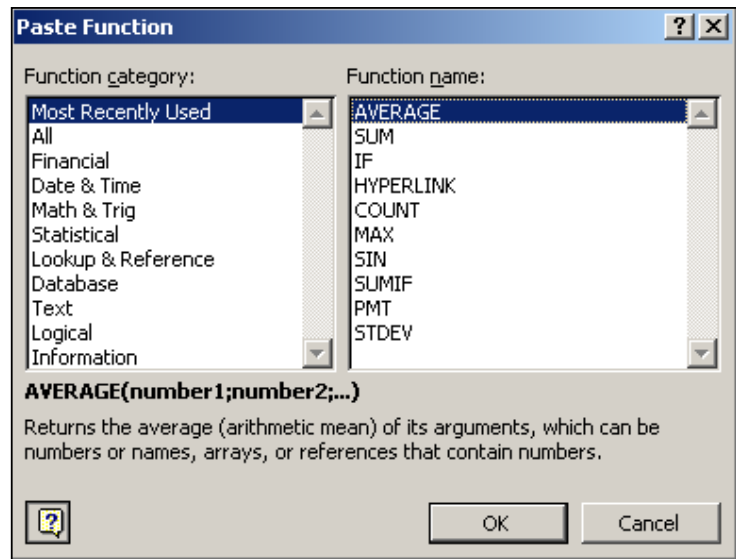 Paste Function
Function category:
Most Recently Used
All
Financial
Date & Time
Math & Trig
Statistical
Lookup & Reference
Database
Text
Logical
Information
Function name:
AVERAGE
SUM
IF
HYPERLINK
COUNT
MAX
SIN
SUMIF
PMT
STDEV
AVERAGE(number1;number2;...)
Returns the average (arithmetic mean) of its arguments, which can be
numbers or names, arrays, or references that contain numbers.
OK
Cancel